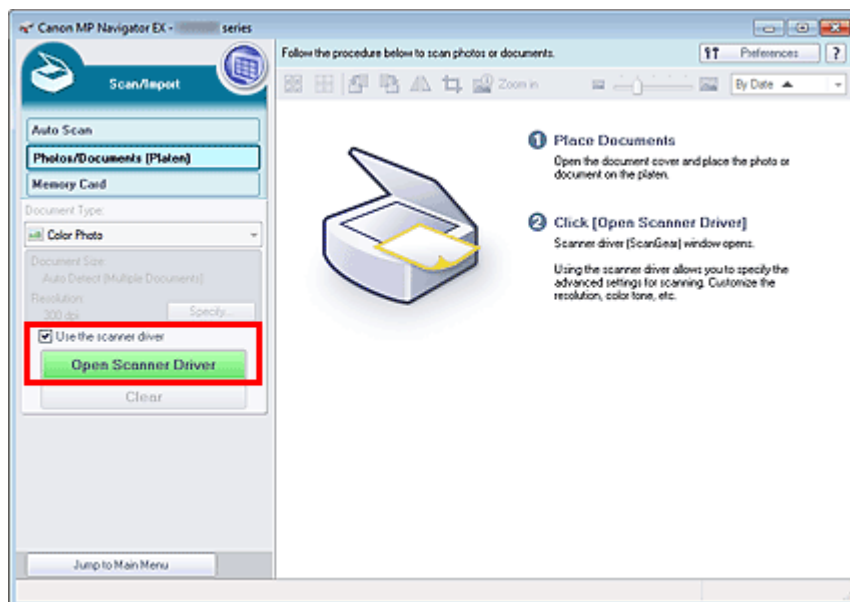 Canon MP Navigator EX - series
Scan/Import
Follow the procedure below to scan photos or documents.
Preferences
?
Zoom in
By Date
Auto Scan
Photos/Documents (Platen)
Memory Card
Document Type:
Color Photo
Document Size:
Auto Detect (Multiple Documents)
Resolution:
300 dpi
Specify...
Use the scanner driver
Open Scanner Driver
Clear
Jump to Main Menu
1 Place Documents
Open the document cover and place the photo or
document on the platen.
2 Click [Open Scanner Driver]
Scanner driver (ScanGear) window opens.
Using the scanner driver allows you to specify the
advanced settings for scanning. Customize the
resolution, color tone, etc.